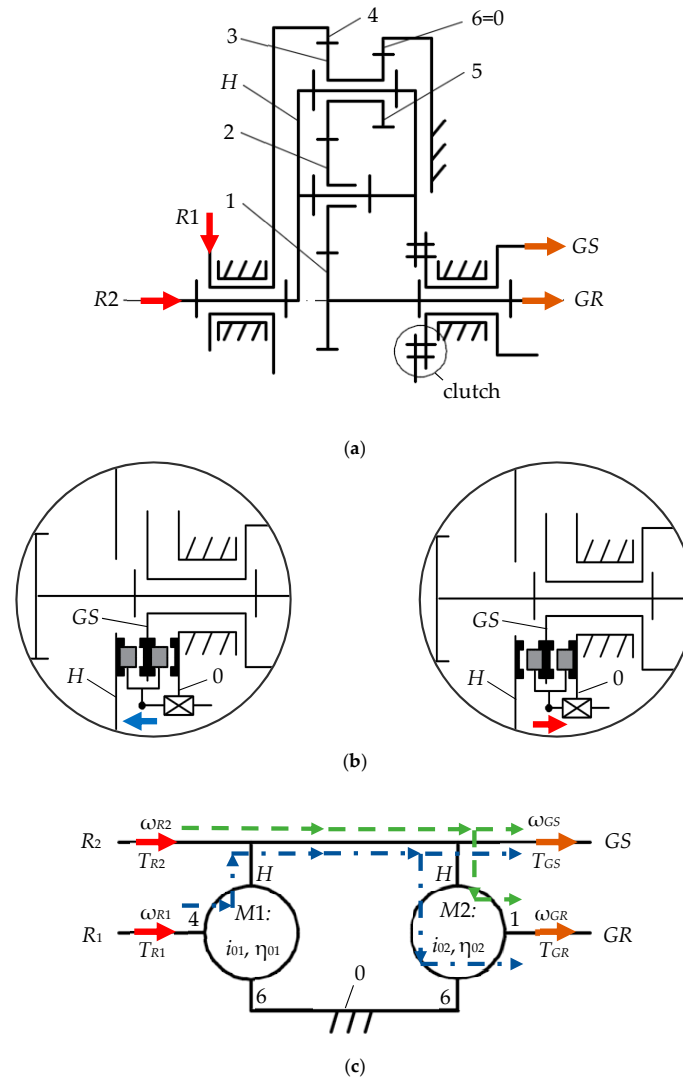 4
6=0
3
H
5
2
1
R1
GS
R2
GR
clutch
(a)
GS
H
0
GS
H
0
(b)
ωR2
ωGS
R2
GS
TR2
TGS
H
H
ωR1
4
M1:
M2:
1
ωGR
R1
GR
TR1
i01, η01
i02, η02
TGR
0
6
6
(c)